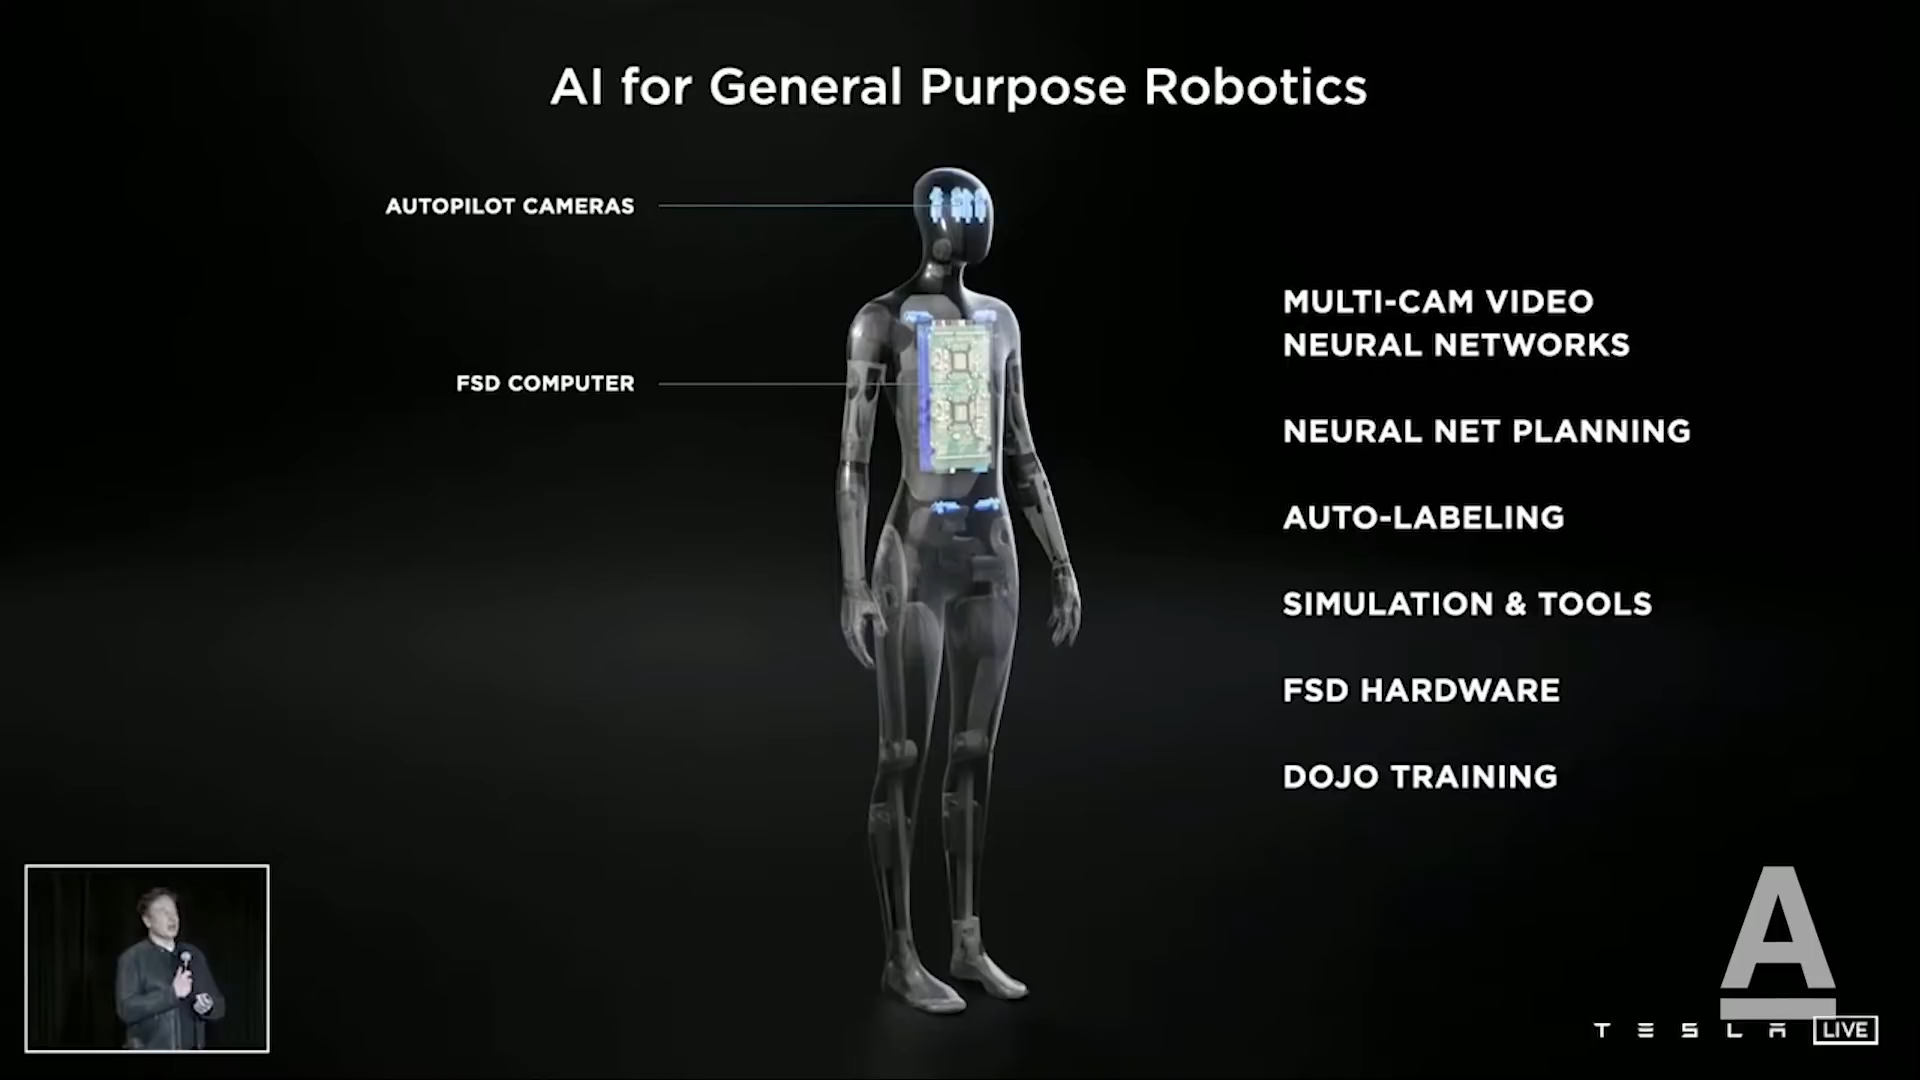 AI for General Purpose Robotics
AUTOPILOT CAMERAS
FSD COMPUTER
MULTI-CAM VIDEO
NEURAL NETWORKS
NEURAL NET PLANNING
AUTO-LABELING
SIMULATION & TOOLS
FSD HARDWARE
DOJO TRAINING
A
TESLA LIVE